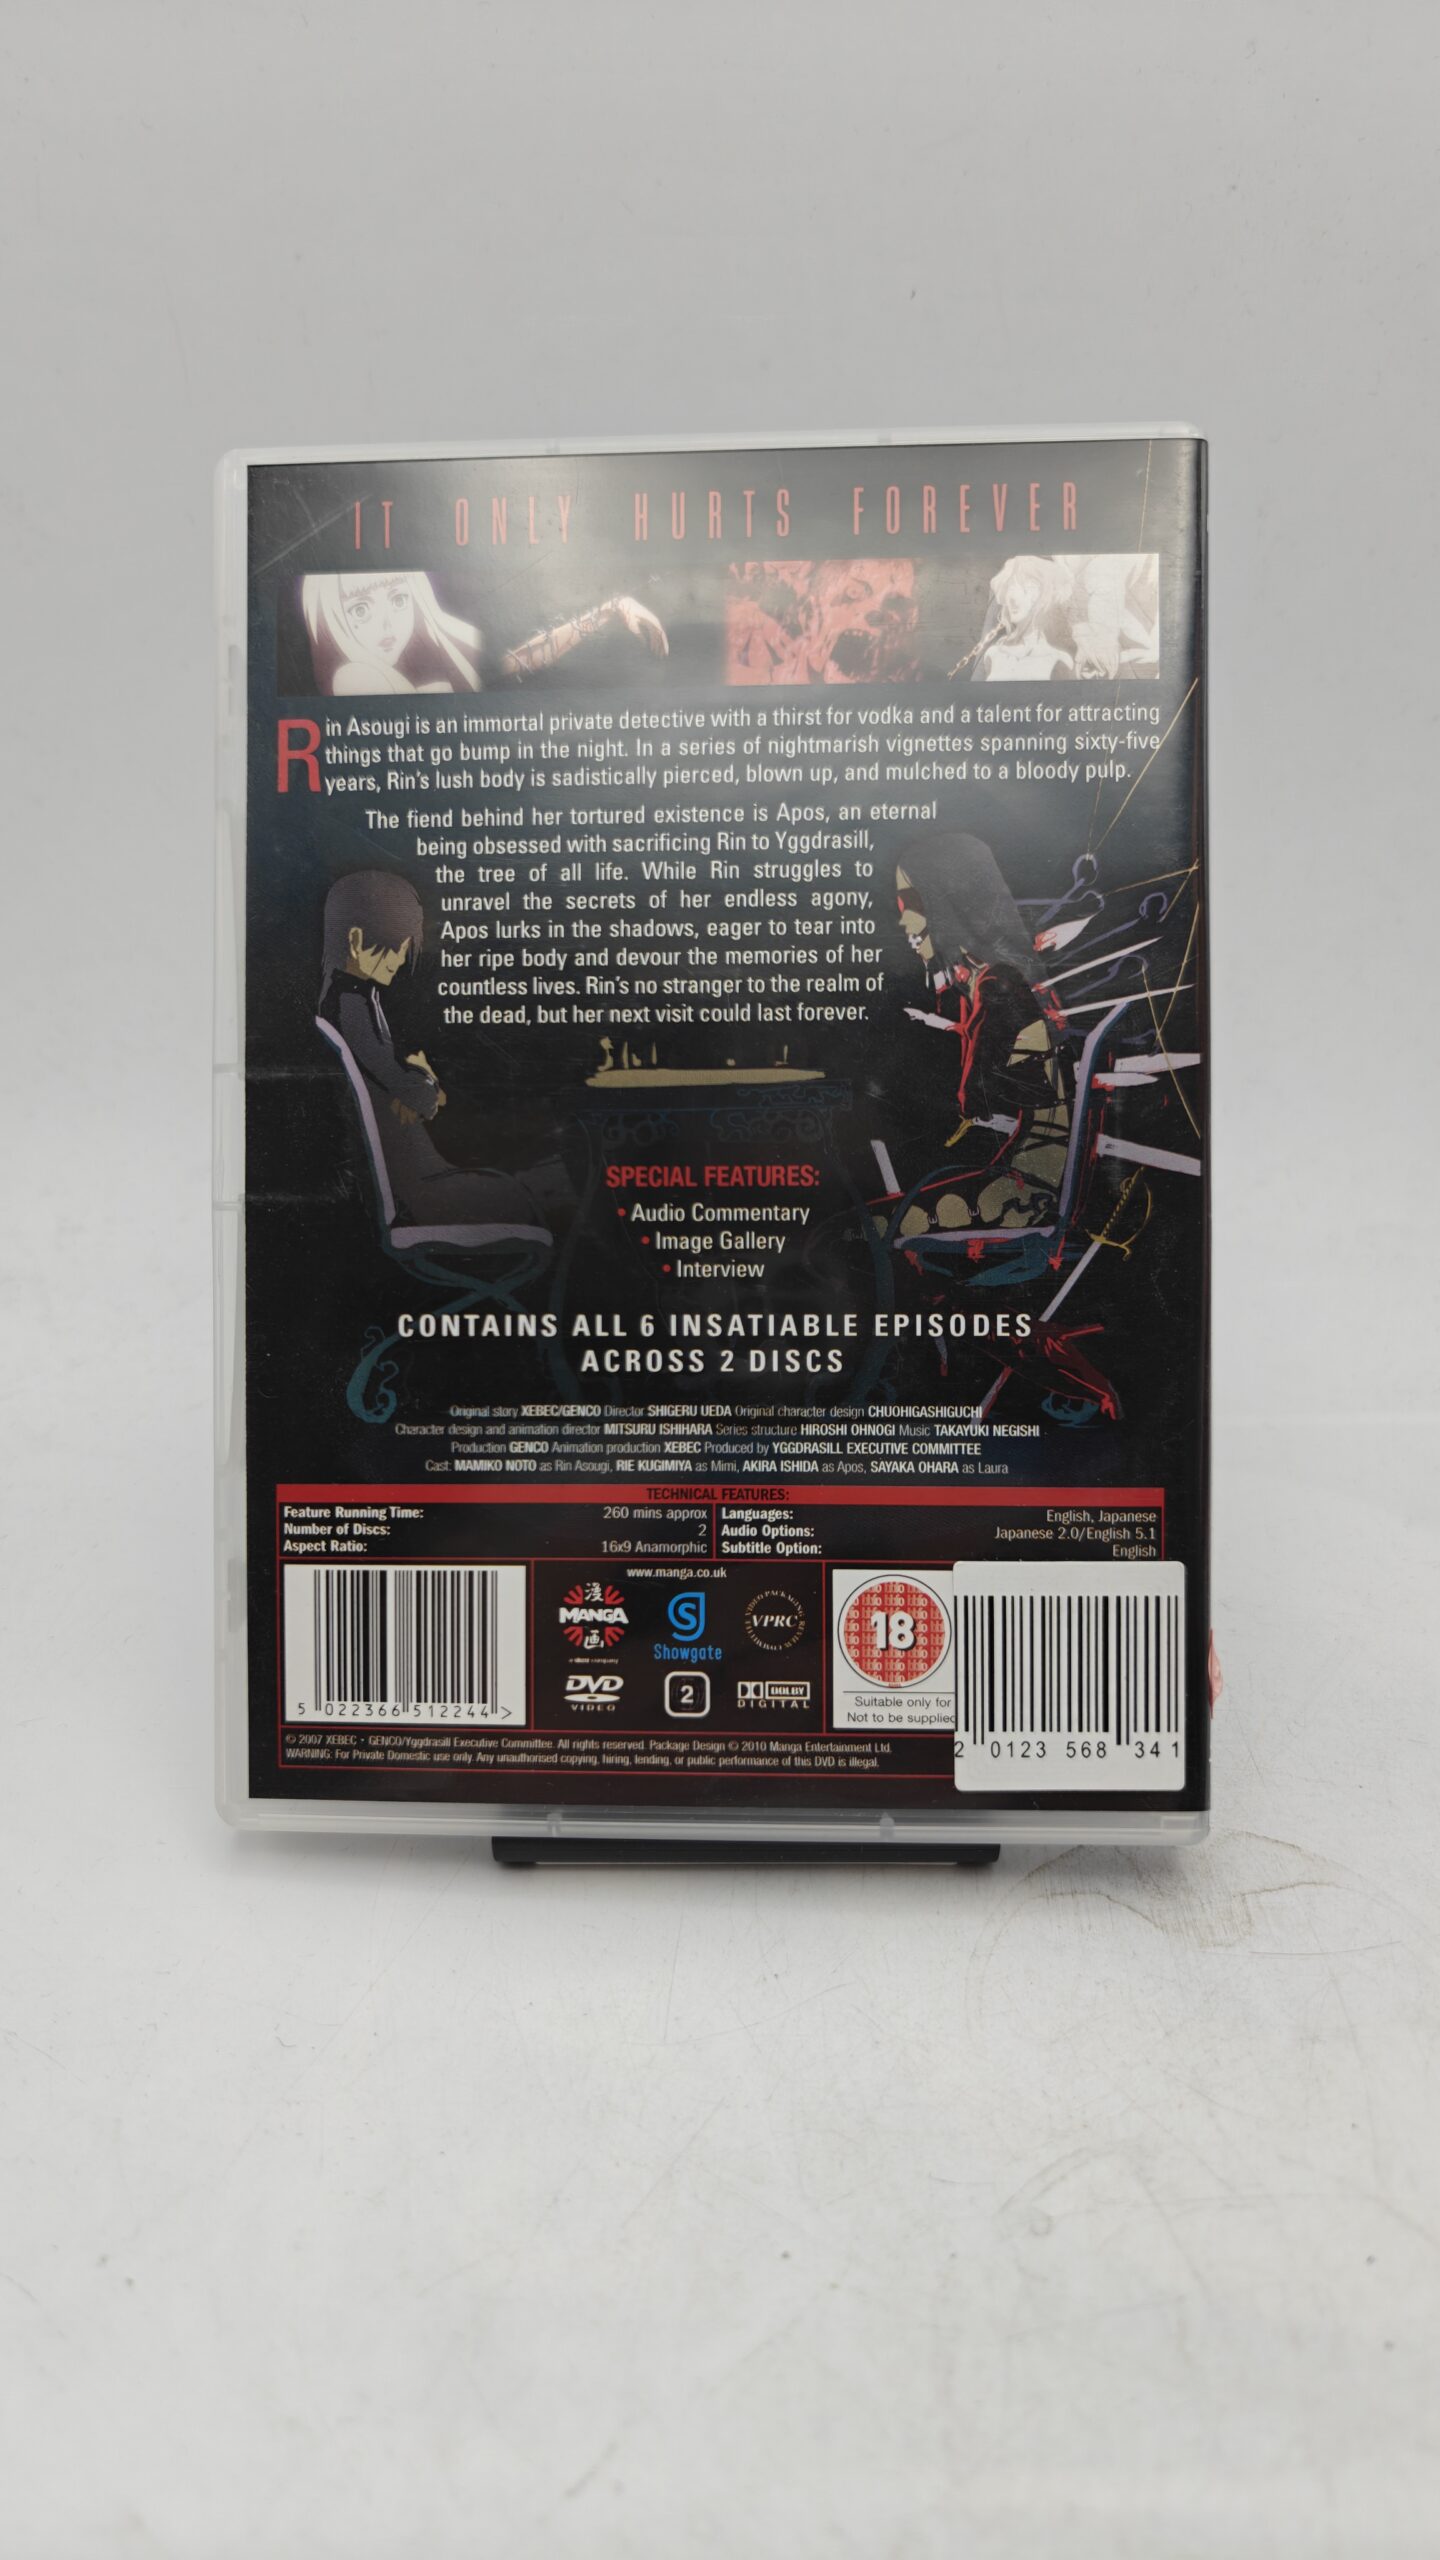 IT ONLY HURTS FOREVER
Rin Asougi is an immortal private detective with a thirst for vodka and a talent for attracting
things that go bump in the night. In a series of nightmarish vignettes spanning sixty-five
years, Rin's lush body is sadistically pierced, blown up, and mulched to a bloody pulp.
The fiend behind her tortured existence is Apos, an eternal
being obsessed with sacrificing Rin to Yggdrasill,
the tree of all life. While Rin struggles to
unravel the secrets of her endless agony,
Apos lurks in the shadows, eager to tear into
her ripe body and devour the memories of her
countless lives. Rin's no stranger to the realm of
the dead, but her next visit could last forever.
SPECIAL FEATURES:
• Audio Commentary
• Image Gallery
• Interview
CONTAINS ALL 6 INSATIABLE EPISODES
ACROSS 2 DISCS
Original story XEBEC/GENCO Director SHIGERU UEDA Original character design CHUOHIGASHIGUCHI
Character design and animation director MITSURU ISHIHARA Series structure HIROSHI OHNOGI Music TAKAYUKI NEGISHI
Production GENCO Animation production XEBEC Produced by YGGDRASILL EXECUTIVE COMMITTEE
Cast: MAMIKO NOTO as Rin Asougi, RIE KUGIMIYA as Mimi, AKIRA ISHIDA as Apos, SAYAKA OHARA as Laura
TECHNICAL FEATURES:
Feature Running Time: 260 mins approx
Number of Discs: 2
Aspect Ratio: 16x9 Anamorphic
Languages: English, Japanese
Audio Options: Japanese 2.0/English 5.1
Subtitle Option: English
www.manga.co.uk
漫
MANGA
画
Showgate
VIDEO PACKAGING REVIEW COMMITTEE
VPRC
DVD
VIDEO
2
DOLBY
DIGITAL
18
Suitable only for
Not to be supplied
5 022366 512244 >
2 0123 568 341
© 2007 XEBEC • GENCO/Yggdrasill Executive Committee. All rights reserved. Package Design © 2010 Manga Entertainment Ltd.
WARNING: For Private Domestic use only. Any unauthorised copying, hiring, lending, or public performance of this DVD is illegal.